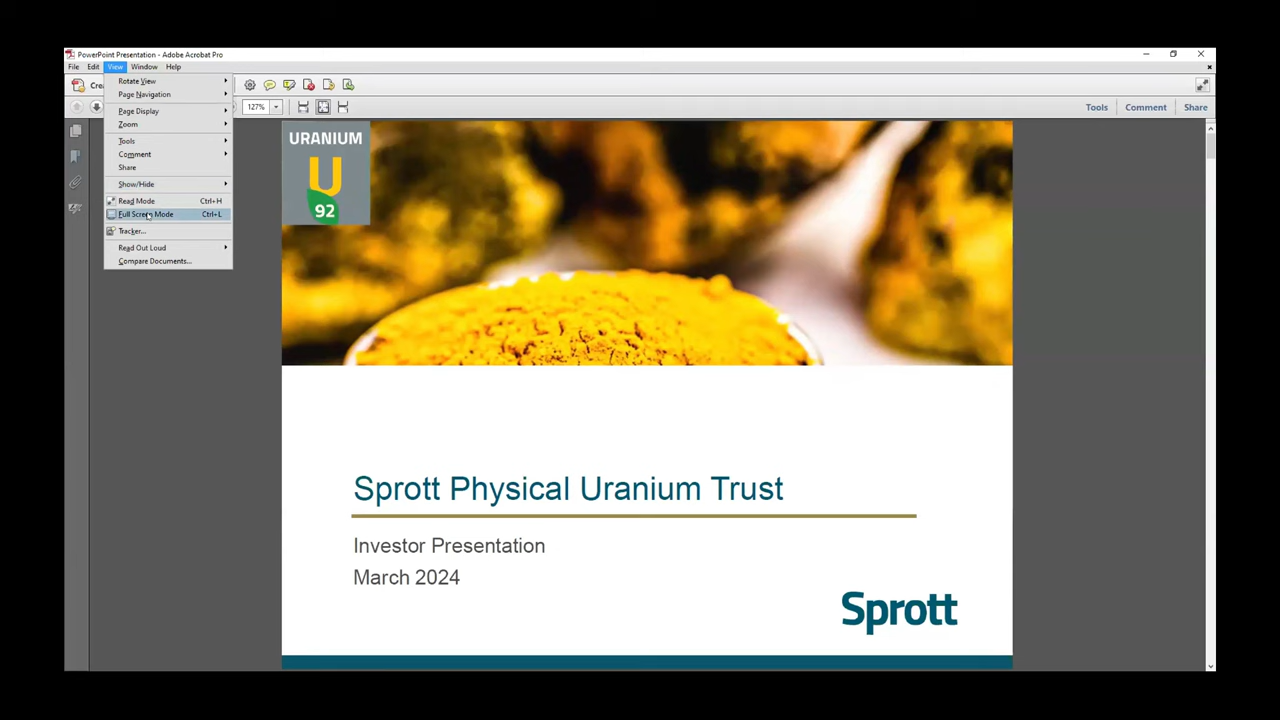 PowerPoint Presentation - Adobe Acrobat Pro
File Edit View Window Help
Rotate View
Page Navigation
Page Display
Zoom
Tools
Comment
Share
Show/Hide
Read Mode Ctrl+H
Full Screen Mode Ctrl+L
Tracker...
Read Out Loud
Compare Documents...
127%
Tools Comment Share
URANIUM
U
92
Sprott Physical Uranium Trust
Investor Presentation
March 2024
Sprott